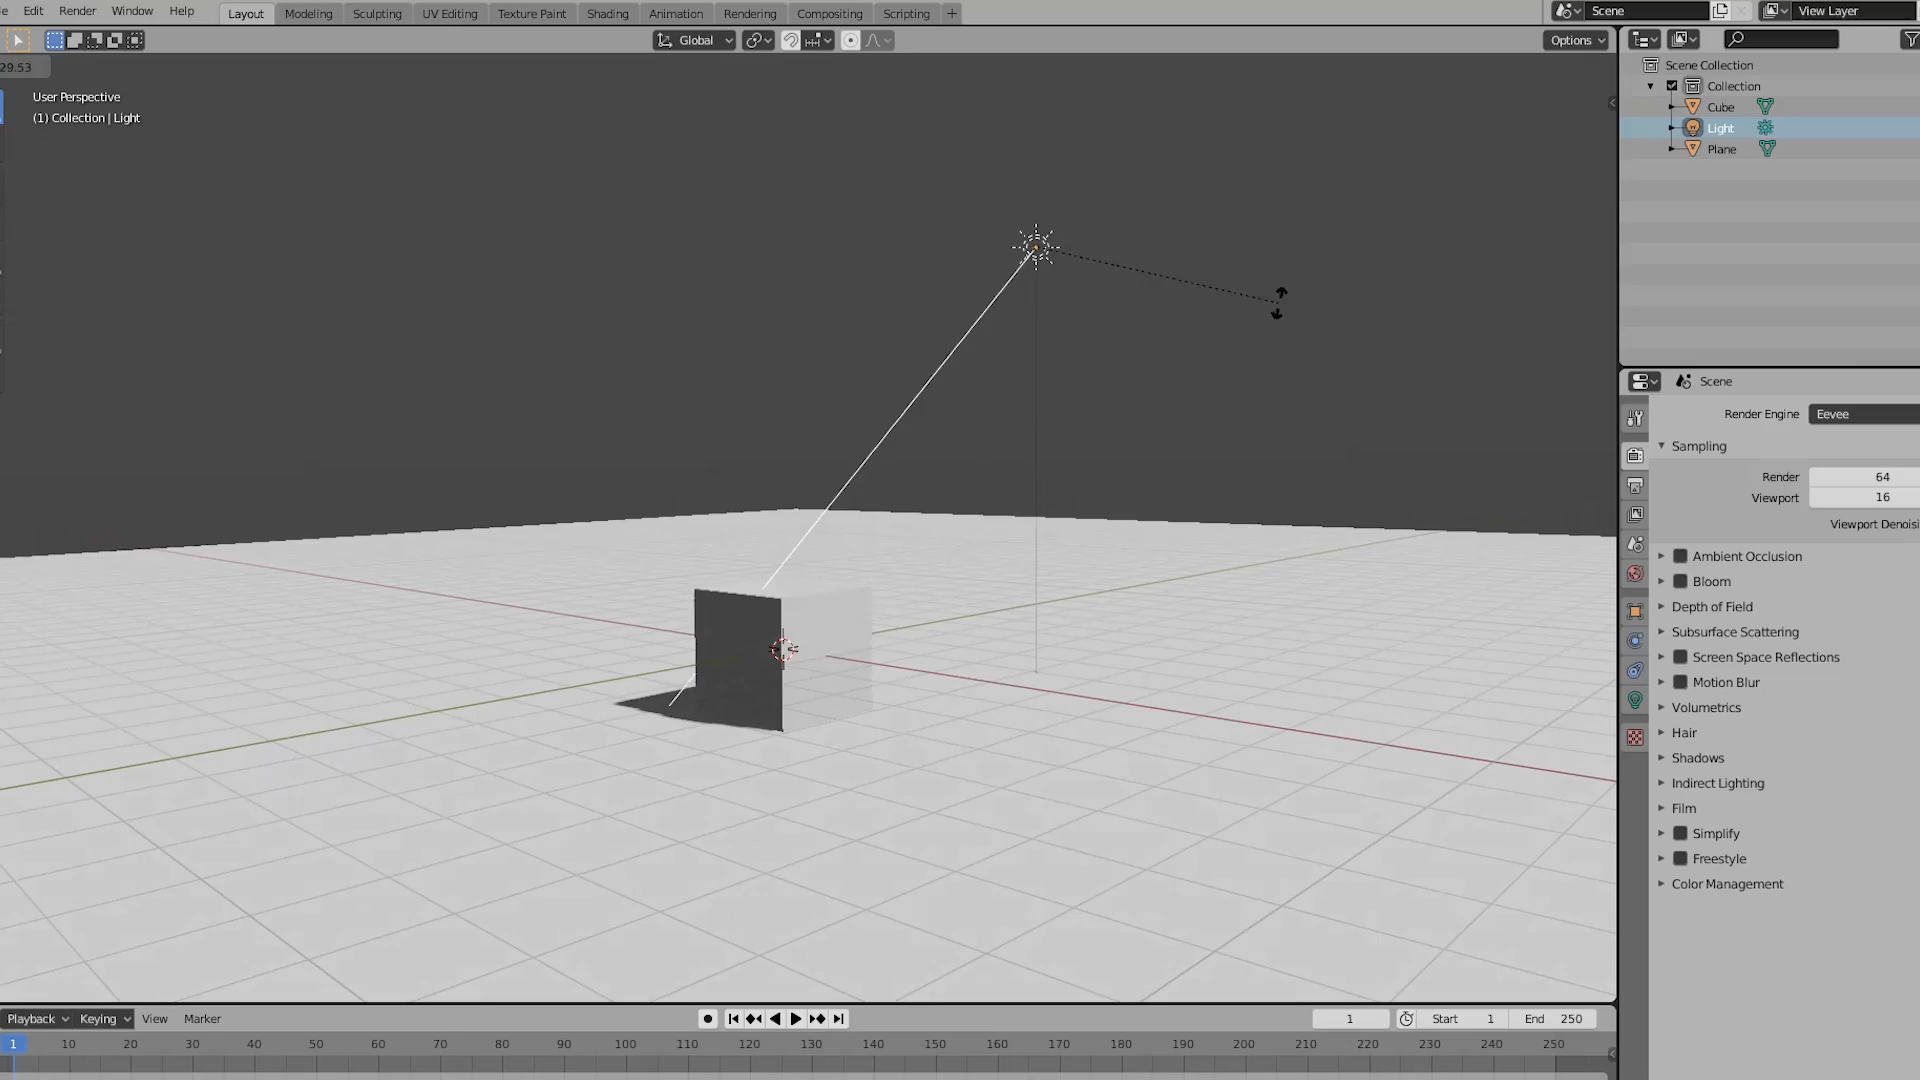 Edit Render Window Help Layout Modeling Sculpting UV Editing Texture Paint Shading Animation Rendering Compositing Scripting + Scene View Layer
Global Options
29.53
User Perspective
(1) Collection | Light
Scene Collection
Collection
Cube
Light
Plane
Scene
Render Engine Eevee
Sampling
Render 64
Viewport 16
Viewport
Ambient Occlusion
Bloom
Depth of Field
Subsurface Scattering
Screen Space Reflections
Motion Blur
Volumetrics
Hair
Shadows
Indirect Lighting
Film
Simplify
Freestyle
Color Management
Playback Keying View Marker 1 Start 1 End 250
1 10 20 30 40 50 60 70 80 90 100 110 120 130 140 150 160 170 180 190 200 210 220 230 240 250